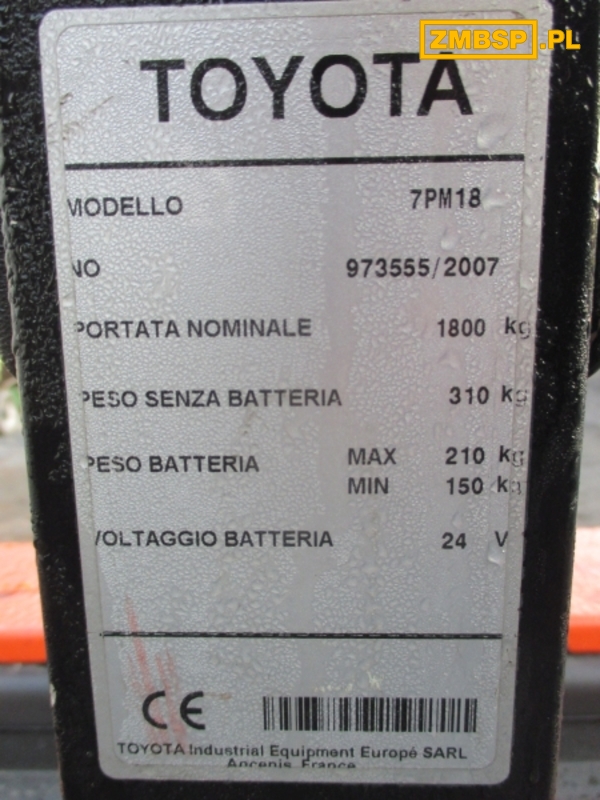 ZMBSP.PL
TOYOTA
MODELLO 7PM18
NO 973555/2007
PORTATA NOMINALE 1800 kg
PESO SENZA BATTERIA 310 kg
PESO BATTERIA MAX 210 kg
MIN 150 kg
VOLTAGGIO BATTERIA 24 V
CE
TOYOTA Industrial Equipment Europé SARL
Ancenis, France